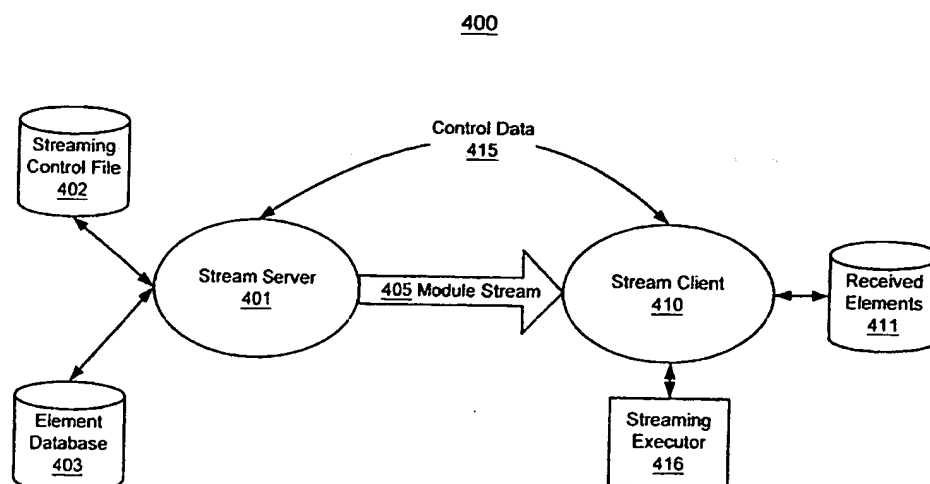 400
Control Data
415
Streaming
Control File
402
Stream Server
401
405 Module Stream
Stream Client
410
Received
Elements
411
Element
Database
403
Streaming
Executor
416